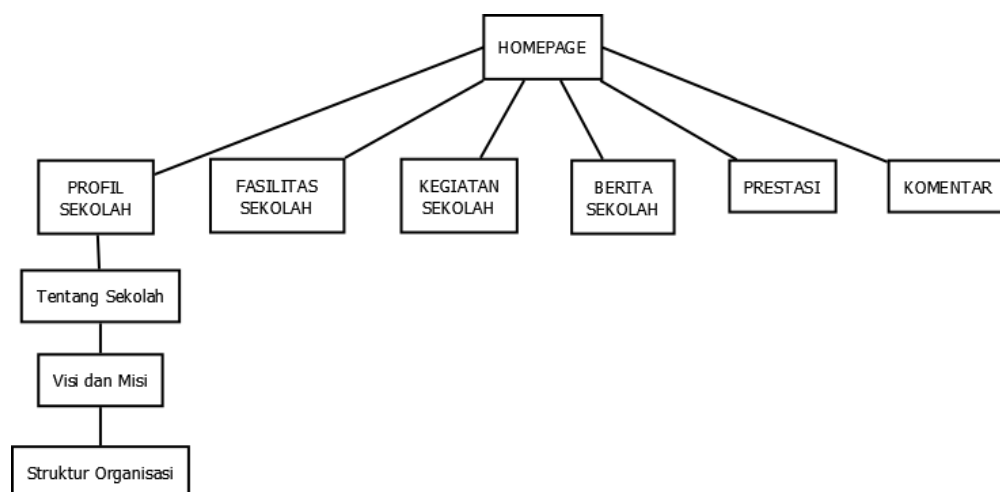 HOMEPAGE
PROFIL
SEKOLAH
FASILITAS
SEKOLAH
KEGIATAN
SEKOLAH
BERITA
SEKOLAH
PRESTASI
KOMENTAR
Tentang Sekolah
Visi dan Misi
Struktur Organisasi